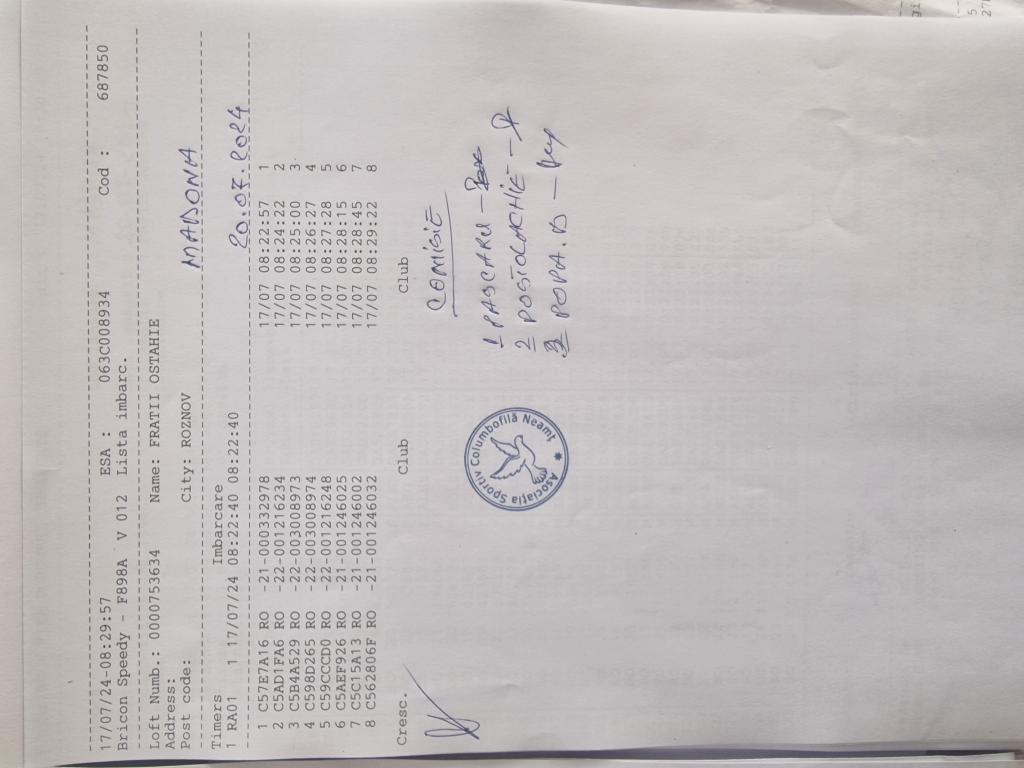 17/07/24-08:29:57 ESA : 063C008934 Cod : 687850
Bricon Speedy - F898A V 012 Lista imbarc.
Loft Numb.: 0000753634 Name: FRATII OSTAHIE
Address:
Post code: City: ROZNOV
MADONA
Timers Imbarcare
1 RA01 1 17/07/24 08:22:40 08:22:40
20.07.2024
1 C57E7A16 RO -21-000332978 17/07 08:22:57 1
2 C5AD1FA6 RO -22-001216234 17/07 08:24:22 2
3 C5B4A529 RO -22-003008973 17/07 08:25:00 3
4 C598D265 RO -22-003008974 17/07 08:26:27 4
5 C59CCCD0 RO -22-001216248 17/07 08:27:28 5
6 C5AEF926 RO -21-001246025 17/07 08:28:15 6
7 C5C15A13 RO -21-001246002 17/07 08:28:45 7
8 C562806F RO -21-001246032 17/07 08:29:22 8
Cresc. Club Club
COMISIE
1 PASCARU
2 POSTOLACHIE
3 POPA. D
Asociaţia Sportiv Columbofilă Neamţ